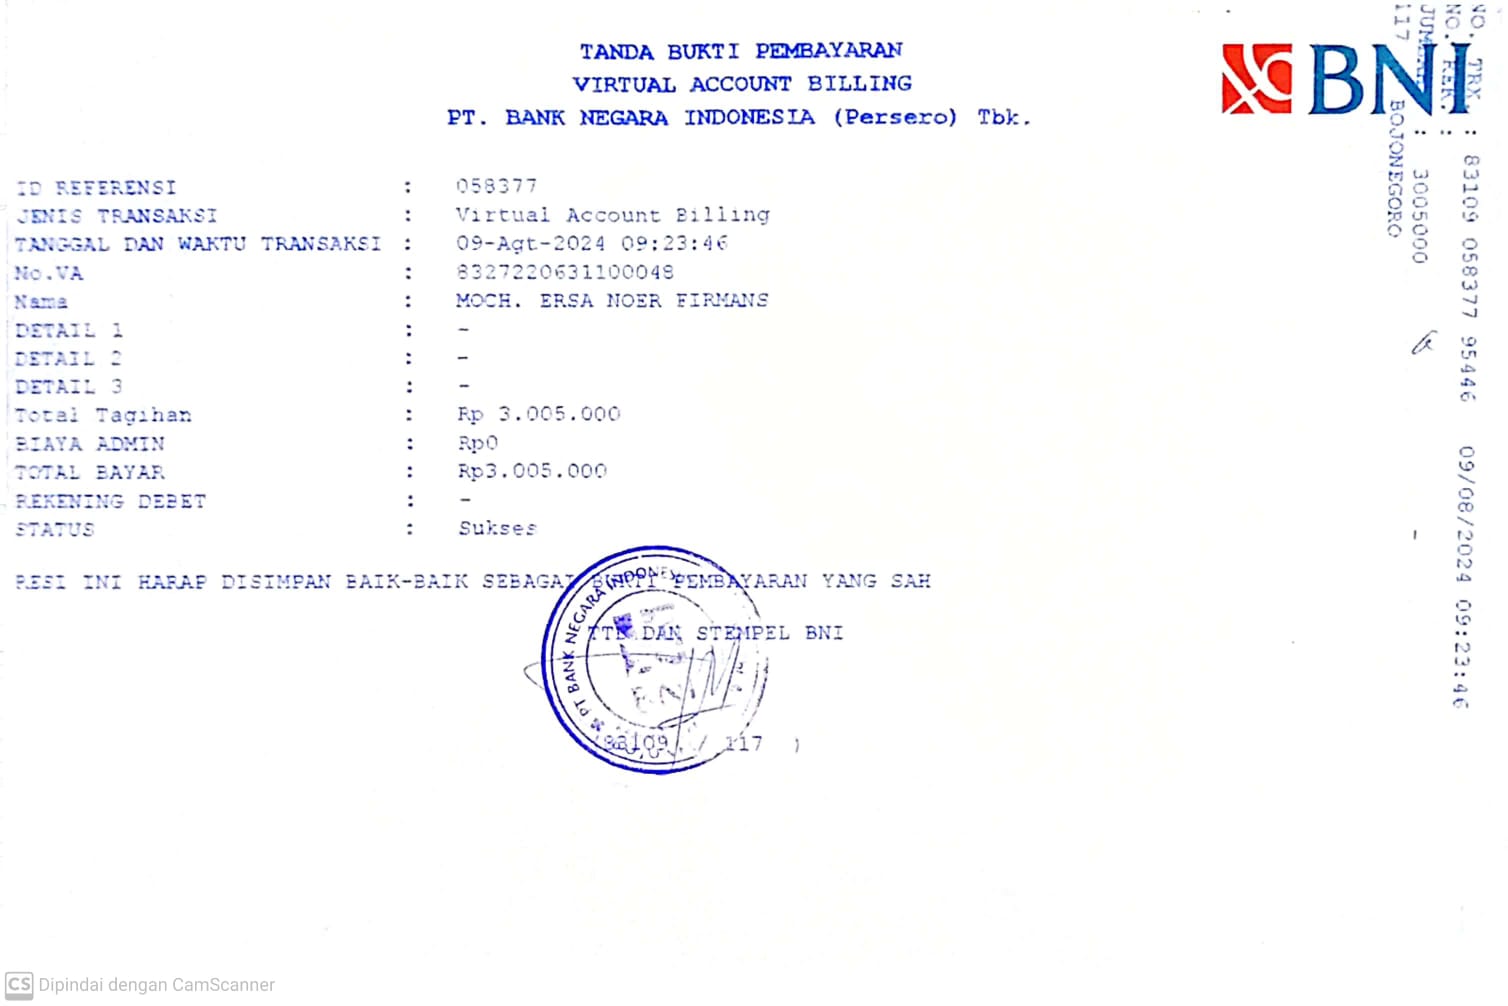 TANDA BUKTI PEMBAYARAN
VIRTUAL ACCOUNT BILLING
PT. BANK NEGARA INDONESIA (Persero) Tbk.
BNI
ID REFERENSI : 058377
JENIS TRANSAKSI : Virtual Account Billing
TANGGAL DAN WAKTU TRANSAKSI : 09-Agt-2024 09:23:46
No.VA : 8327220631100048
Nama : MOCH. ERSA NOER FIRMANS
DETAIL 1 : -
DETAIL 2 : -
DETAIL 3 : -
Total Tagihan : Rp 3.005.000
BIAYA ADMIN : Rp0
TOTAL BAYAR : Rp3.005.000
REKENING DEBET : -
STATUS : Sukses
RESI INI HARAP DISIMPAN BAIK-BAIK SEBAGAI BUKTI PEMBAYARAN YANG SAH
TTD DAN STEMPEL BNI
PT BANK NEGARA INDONES
(83109 / 117 )
NO. TRX. : 83109 058377 95446 09/08/2024 09:23:46
NO. REK. :
JUMLAH : 3005000
117 BOJONEGORO
CS Dipindai dengan CamScanner